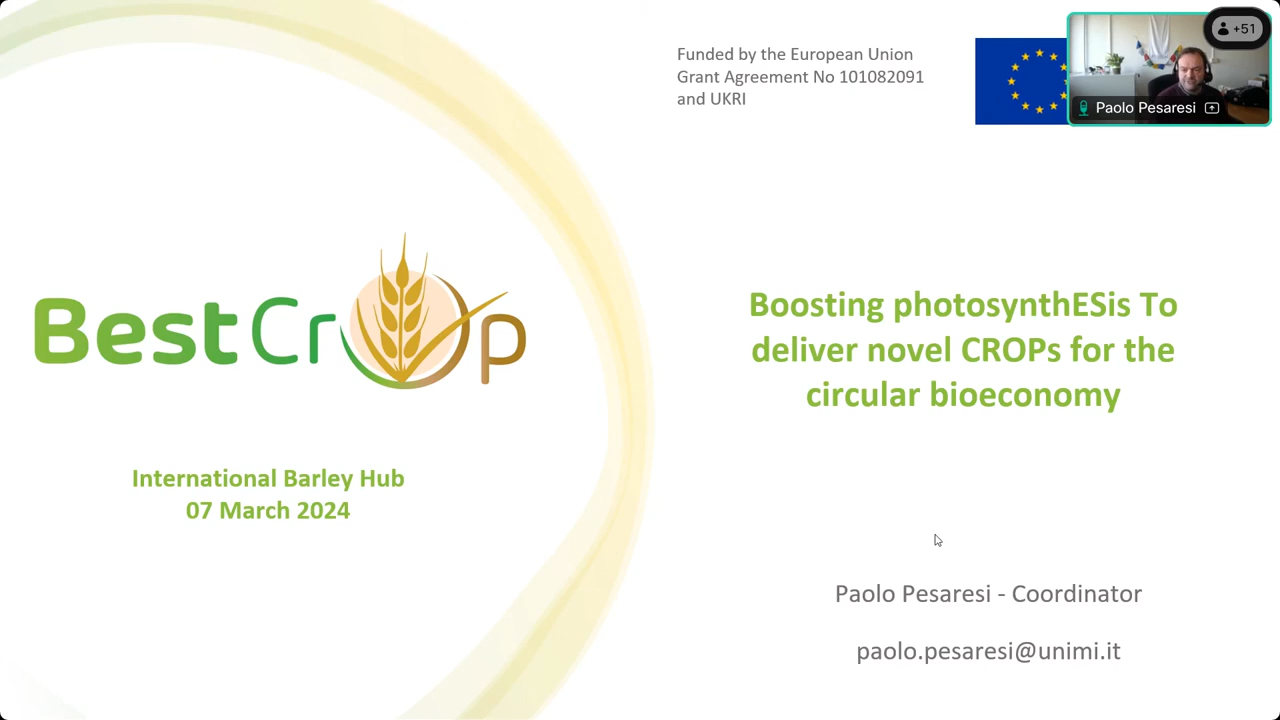 Funded by the European Union
Grant Agreement No 101082091
and UKRI
+51
Paolo Pesaresi
BestCrOp
International Barley Hub
07 March 2024
Boosting photosynthESis To
deliver novel CROPs for the
circular bioeconomy
Paolo Pesaresi - Coordinator
paolo.pesaresi@unimi.it